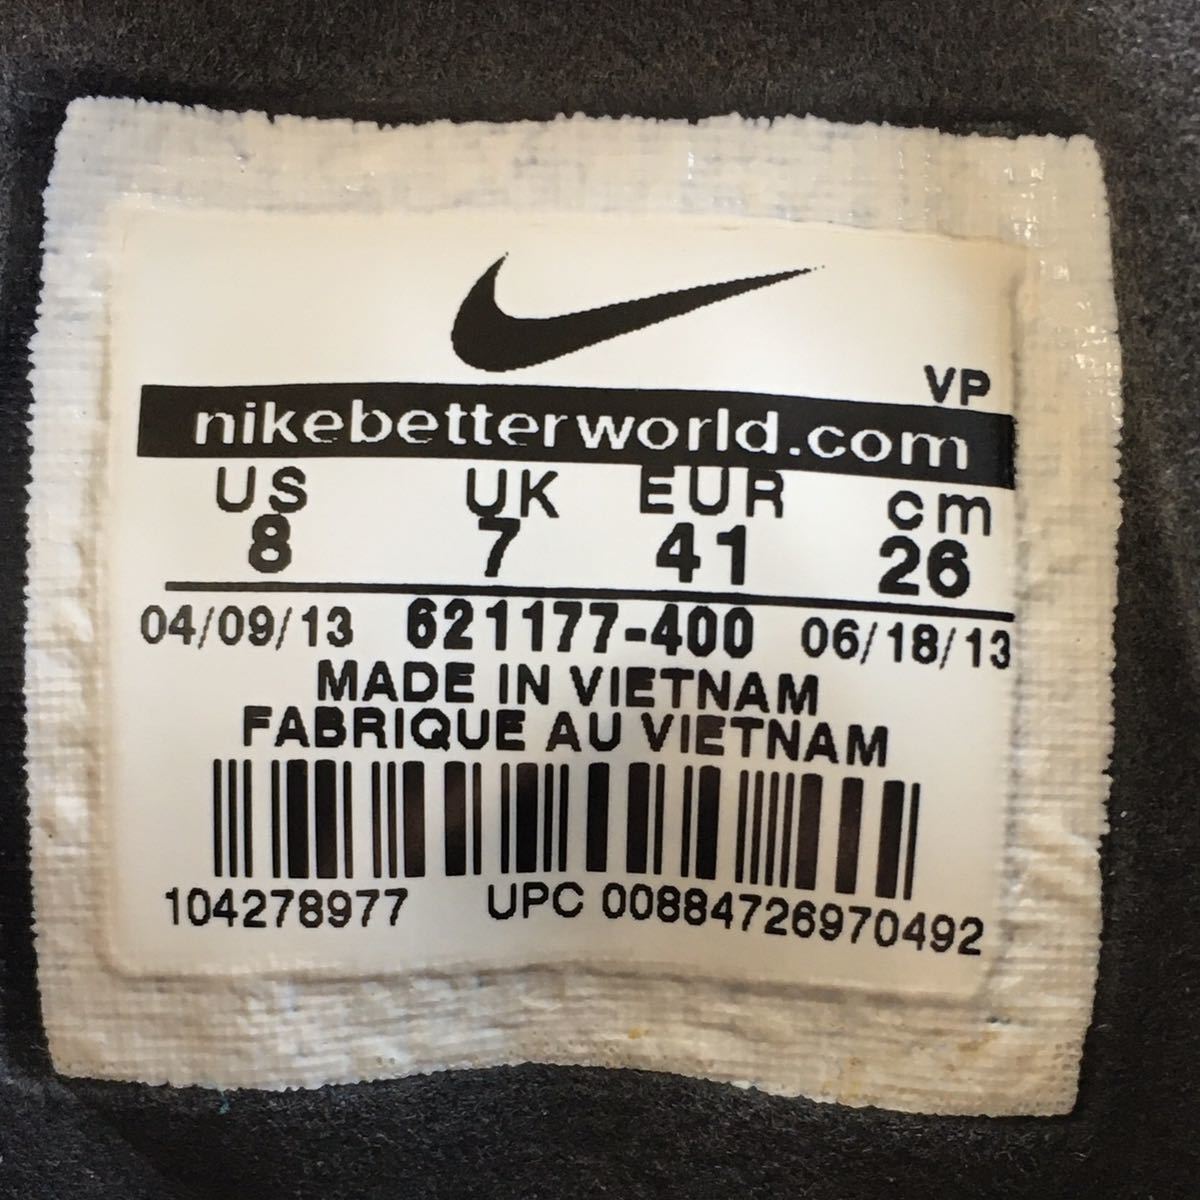 VP
nikebetterworld.com
US UK EUR cm
8 7 41 26
04/09/13 621177-400 06/18/13
MADE IN VIETNAM
FABRIQUE AU VIETNAM
104278977 UPC 00884726970492